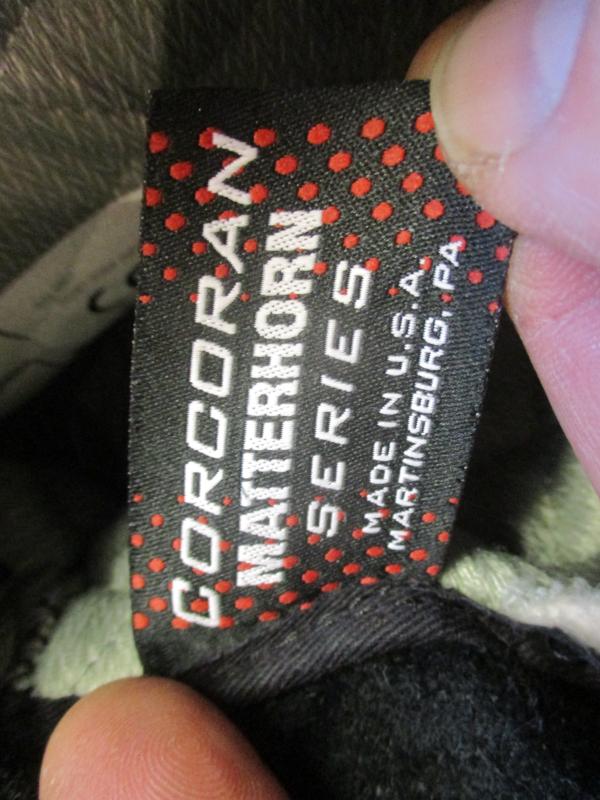 CORCORAN
MATTERHORN
SERIES
MADE IN U.S.A.
MARTINSBURG, PA